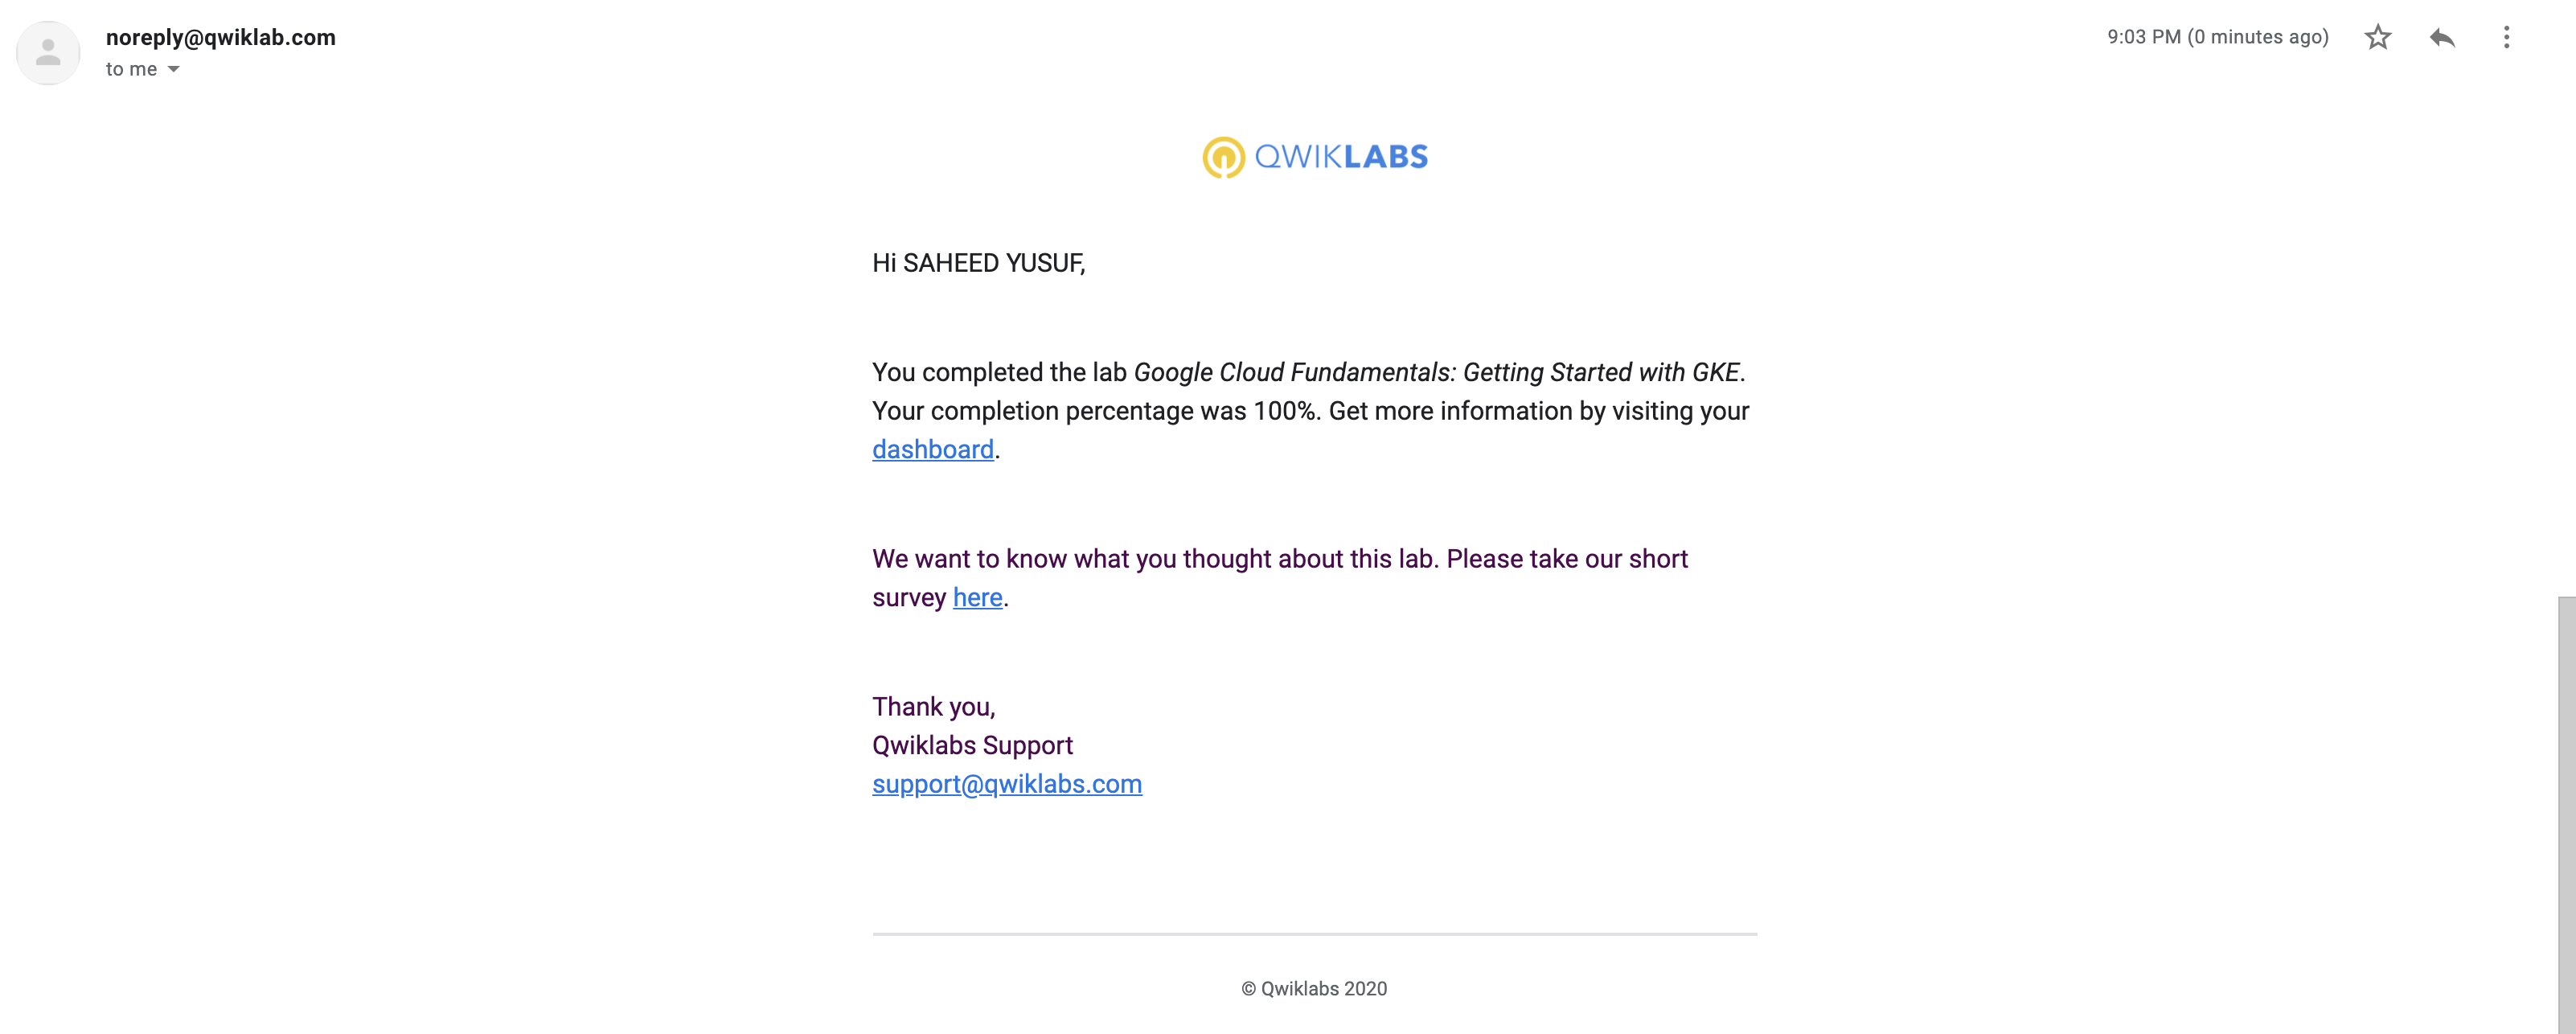 noreply@qwiklab.com
9:03 PM (0 minutes ago)
to me
QWIKLABS
Hi SAHEED YUSUF,
You completed the lab Google Cloud Fundamentals: Getting Started with GKE.
Your completion percentage was 100%. Get more information by visiting your
dashboard.
We want to know what you thought about this lab. Please take our short
survey here.
Thank you,
Qwiklabs Support
support@qwiklabs.com
© Qwiklabs 2020